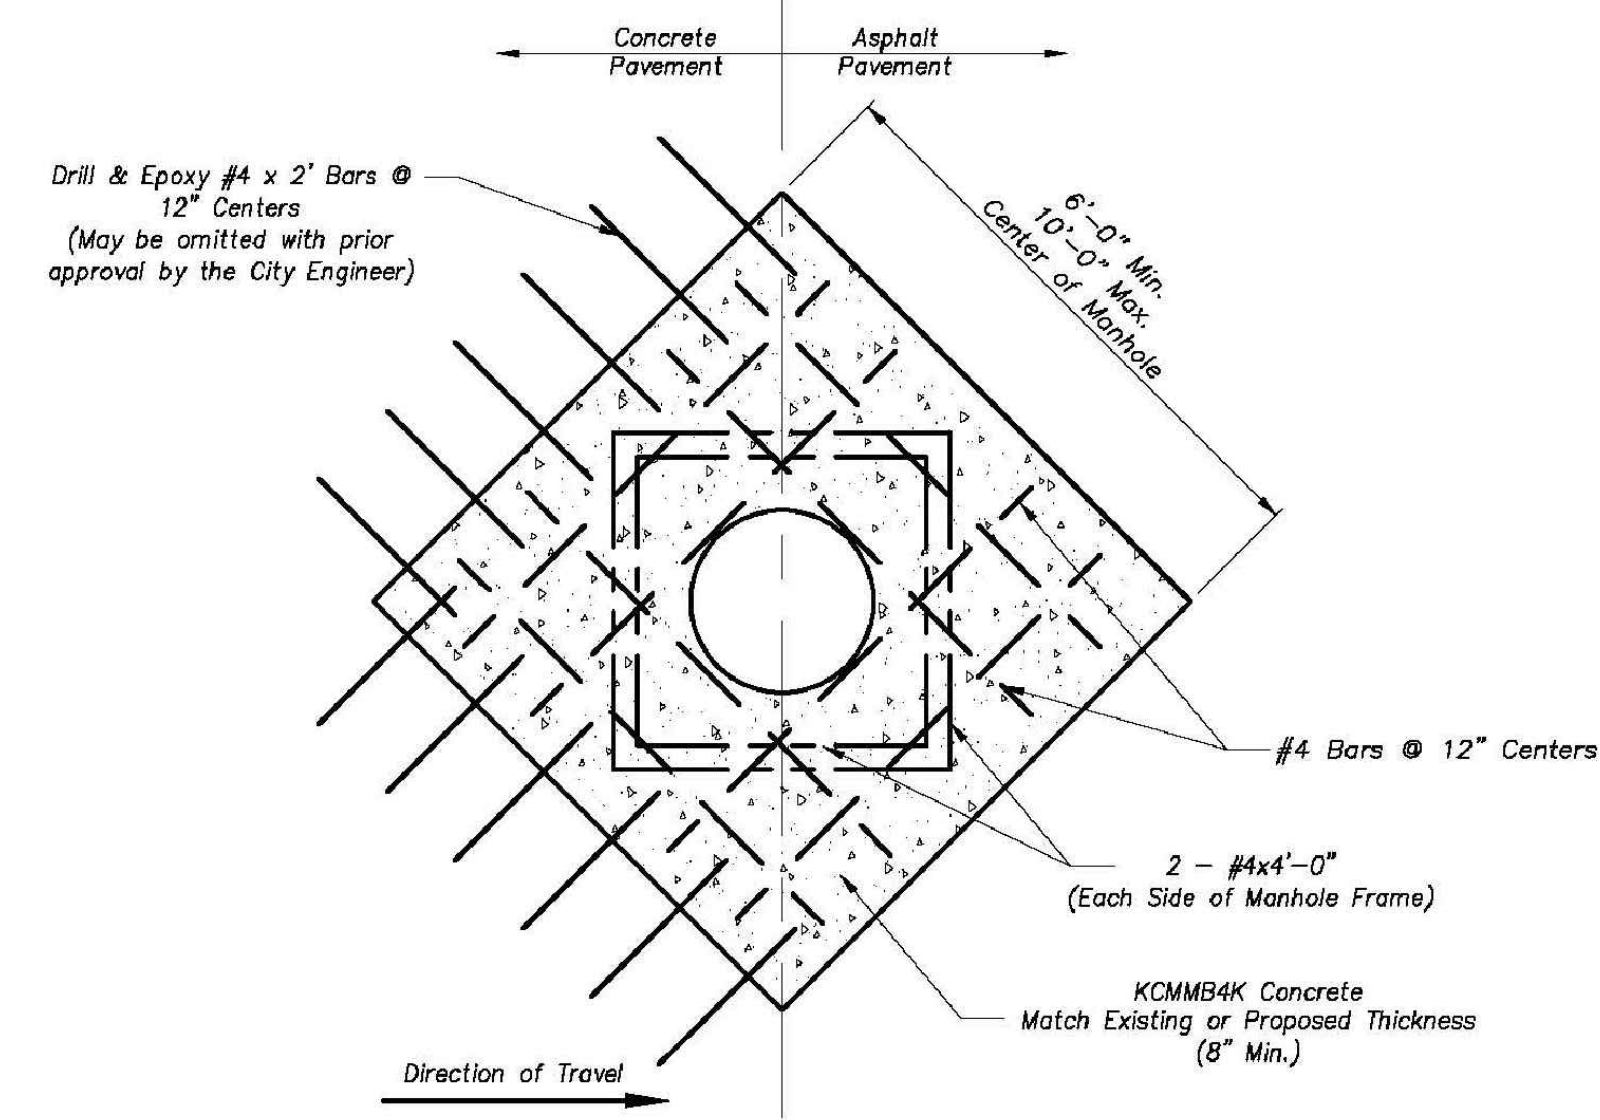 Concrete
Pavement
Asphalt
Pavement
Drill & Epoxy #4 x 2' Bars @
12" Centers
(May be omitted with prior
approval by the City Engineer)
6'-0" Min.
10'-0" Max.
Center of Manhole
#4 Bars @ 12" Centers
2 - #4x4'-0"
(Each Side of Manhole Frame)
KCMMB4K Concrete
Match Existing or Proposed Thickness
(8" Min.)
Direction of Travel